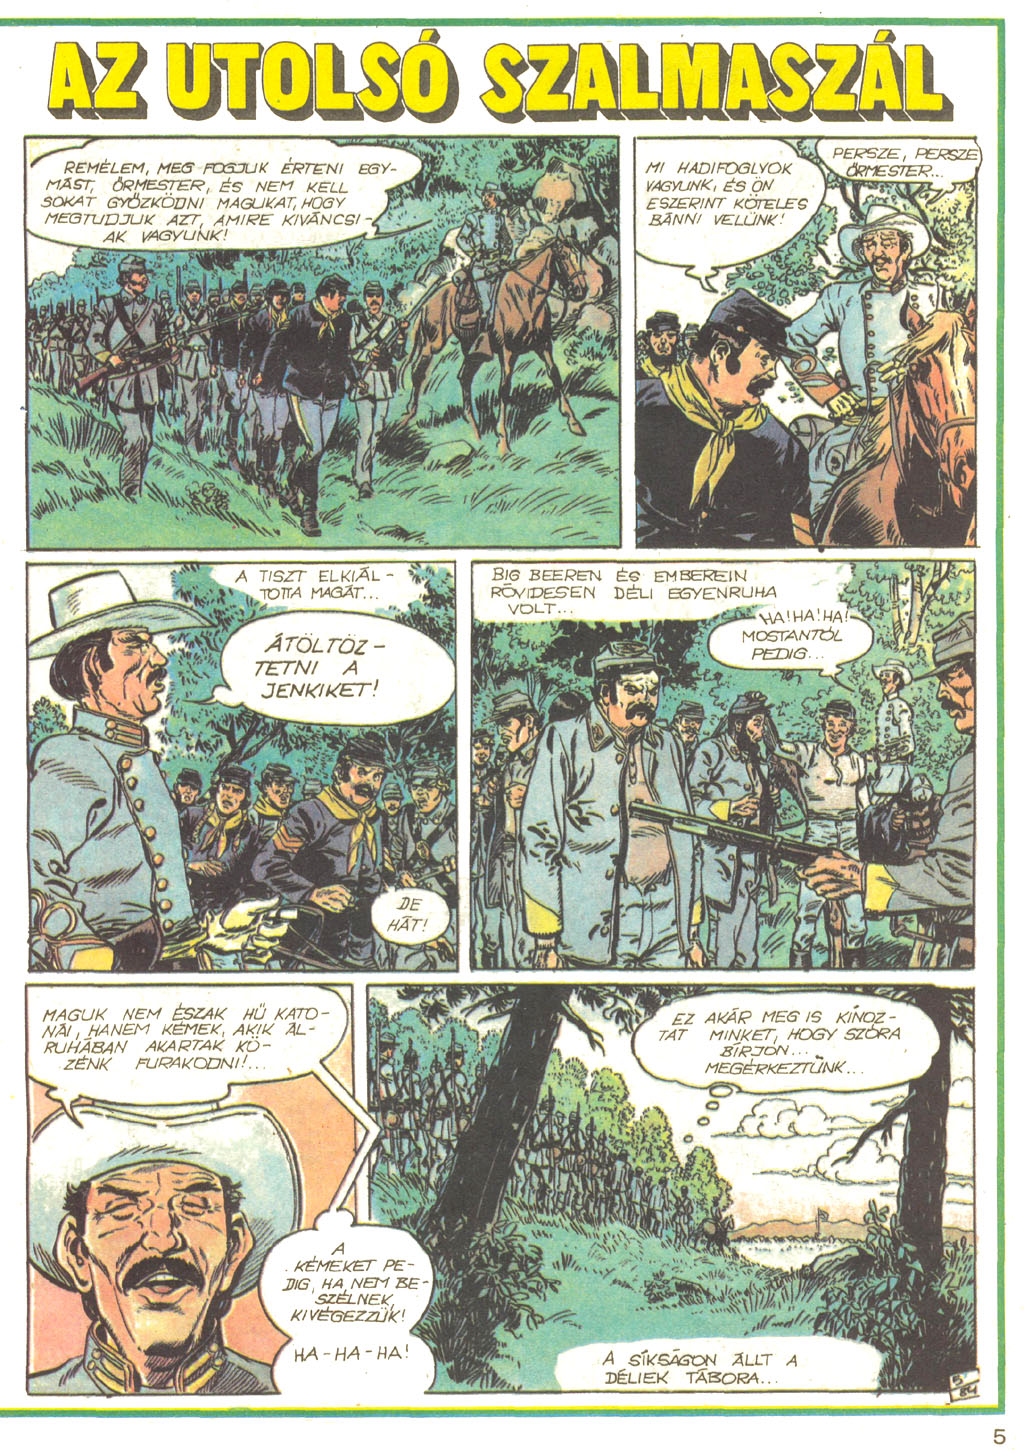 AZ UTOLSÓ SZALMASZÁL
REMÉLEM, MEG FOGJUK ÉRTENI EGY-
MÁST, ŐRMESTER, ÉS NEM KELL
SOKAT GYŐZKÖDNI MAGUKAT, HOGY
MEGTUDJUK AZT, AMIRE KIVÁNCSI-
AK VAGYUNK!
MI HADIFOGLYOK
VAGYUNK, ÉS ÖN
ESZERINT KÖTELES
BÁNNI VELÜNK!
PERSZE, PERSZE
ŐRMESTER...
A TISZT ELKIÁL-
TOTTA MAGÁT...
ÁTÖLTÖZ-
TETNI A
JENKIKET!
DE
HÁT!
BIG BEEREN ÉS EMBEREIN
RÖVIDESEN DÉLI EGYENRUHA
VOLT...
HA! HA! HA!
MOSTANTÓL
PEDIG...
MAGUK NEM ÉSZAK HŰ KATO-
NÁI, HANEM KÉMEK, AKIK ÁL-
RUHÁBAN AKARTAK KÖ-
ZÉNK FURAKODNI!...
A
KÉMEKET PE-
DIG, HA NEM BE-
SZÉLNEK,
KIVÉGEZZÜK!
HA-HA-HA!
EZ AKÁR MEG IS KÍNOZ-
TAT MINKET, HOGY SZÓRA
BÍRJON...
MEGÉRKEZTÜNK...
A SÍKSÁGON ÁLLT A
DÉLIEK TÁBORA...
5/
84
5